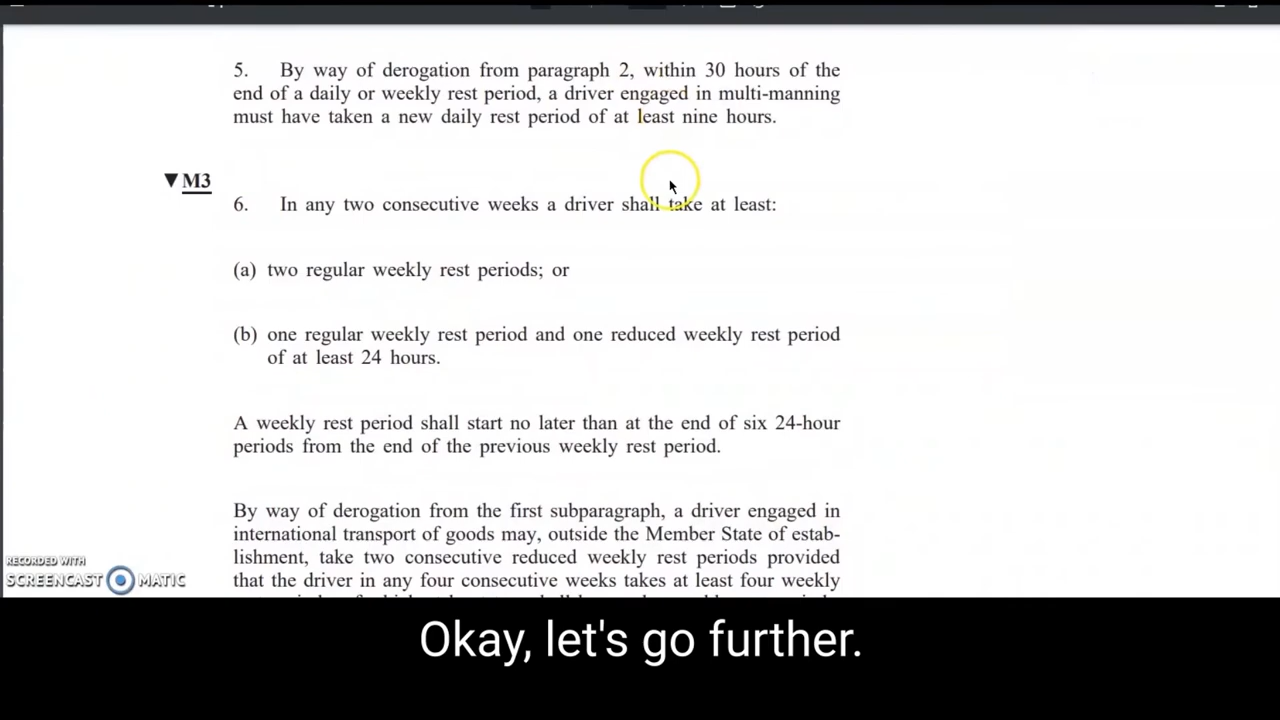 5. By way of derogation from paragraph 2, within 30 hours of the
end of a daily or weekly rest period, a driver engaged in multi-manning
must have taken a new daily rest period of at least nine hours.
▼M3
6. In any two consecutive weeks a driver shall take at least:
(a) two regular weekly rest periods; or
(b) one regular weekly rest period and one reduced weekly rest period
of at least 24 hours.
A weekly rest period shall start no later than at the end of six 24-hour
periods from the end of the previous weekly rest period.
By way of derogation from the first subparagraph, a driver engaged in
international transport of goods may, outside the Member State of estab-
lishment, take two consecutive reduced weekly rest periods provided
that the driver in any four consecutive weeks takes at least four weekly
RECORDED WITH
SCREENCAST MATIC
Okay, let's go further.